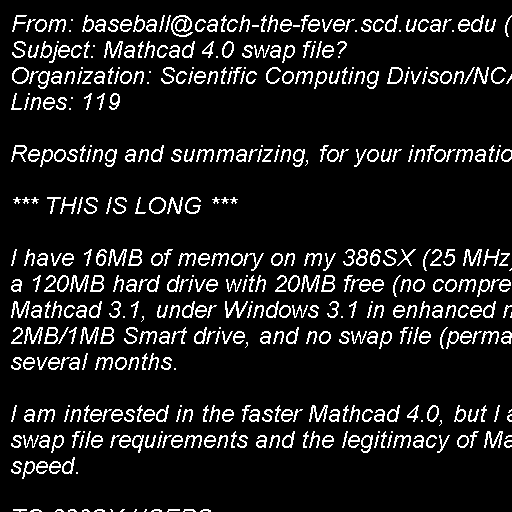 From: baseball@catch-the-fever.scd.ucar.edu (
Subject: Mathcad 4.0 swap file?
Organization: Scientific Computing Divison/NCA
Lines: 119
Reposting and summarizing, for your informatio
*** THIS IS LONG ***
I have 16MB of memory on my 386SX (25 MHz)
a 120MB hard drive with 20MB free (no compre
Mathcad 3.1, under Windows 3.1 in enhanced m
2MB/1MB Smart drive, and no swap file (perma
several months.
I am interested in the faster Mathcad 4.0, but I a
swap file requirements and the legitimacy of Ma
speed.